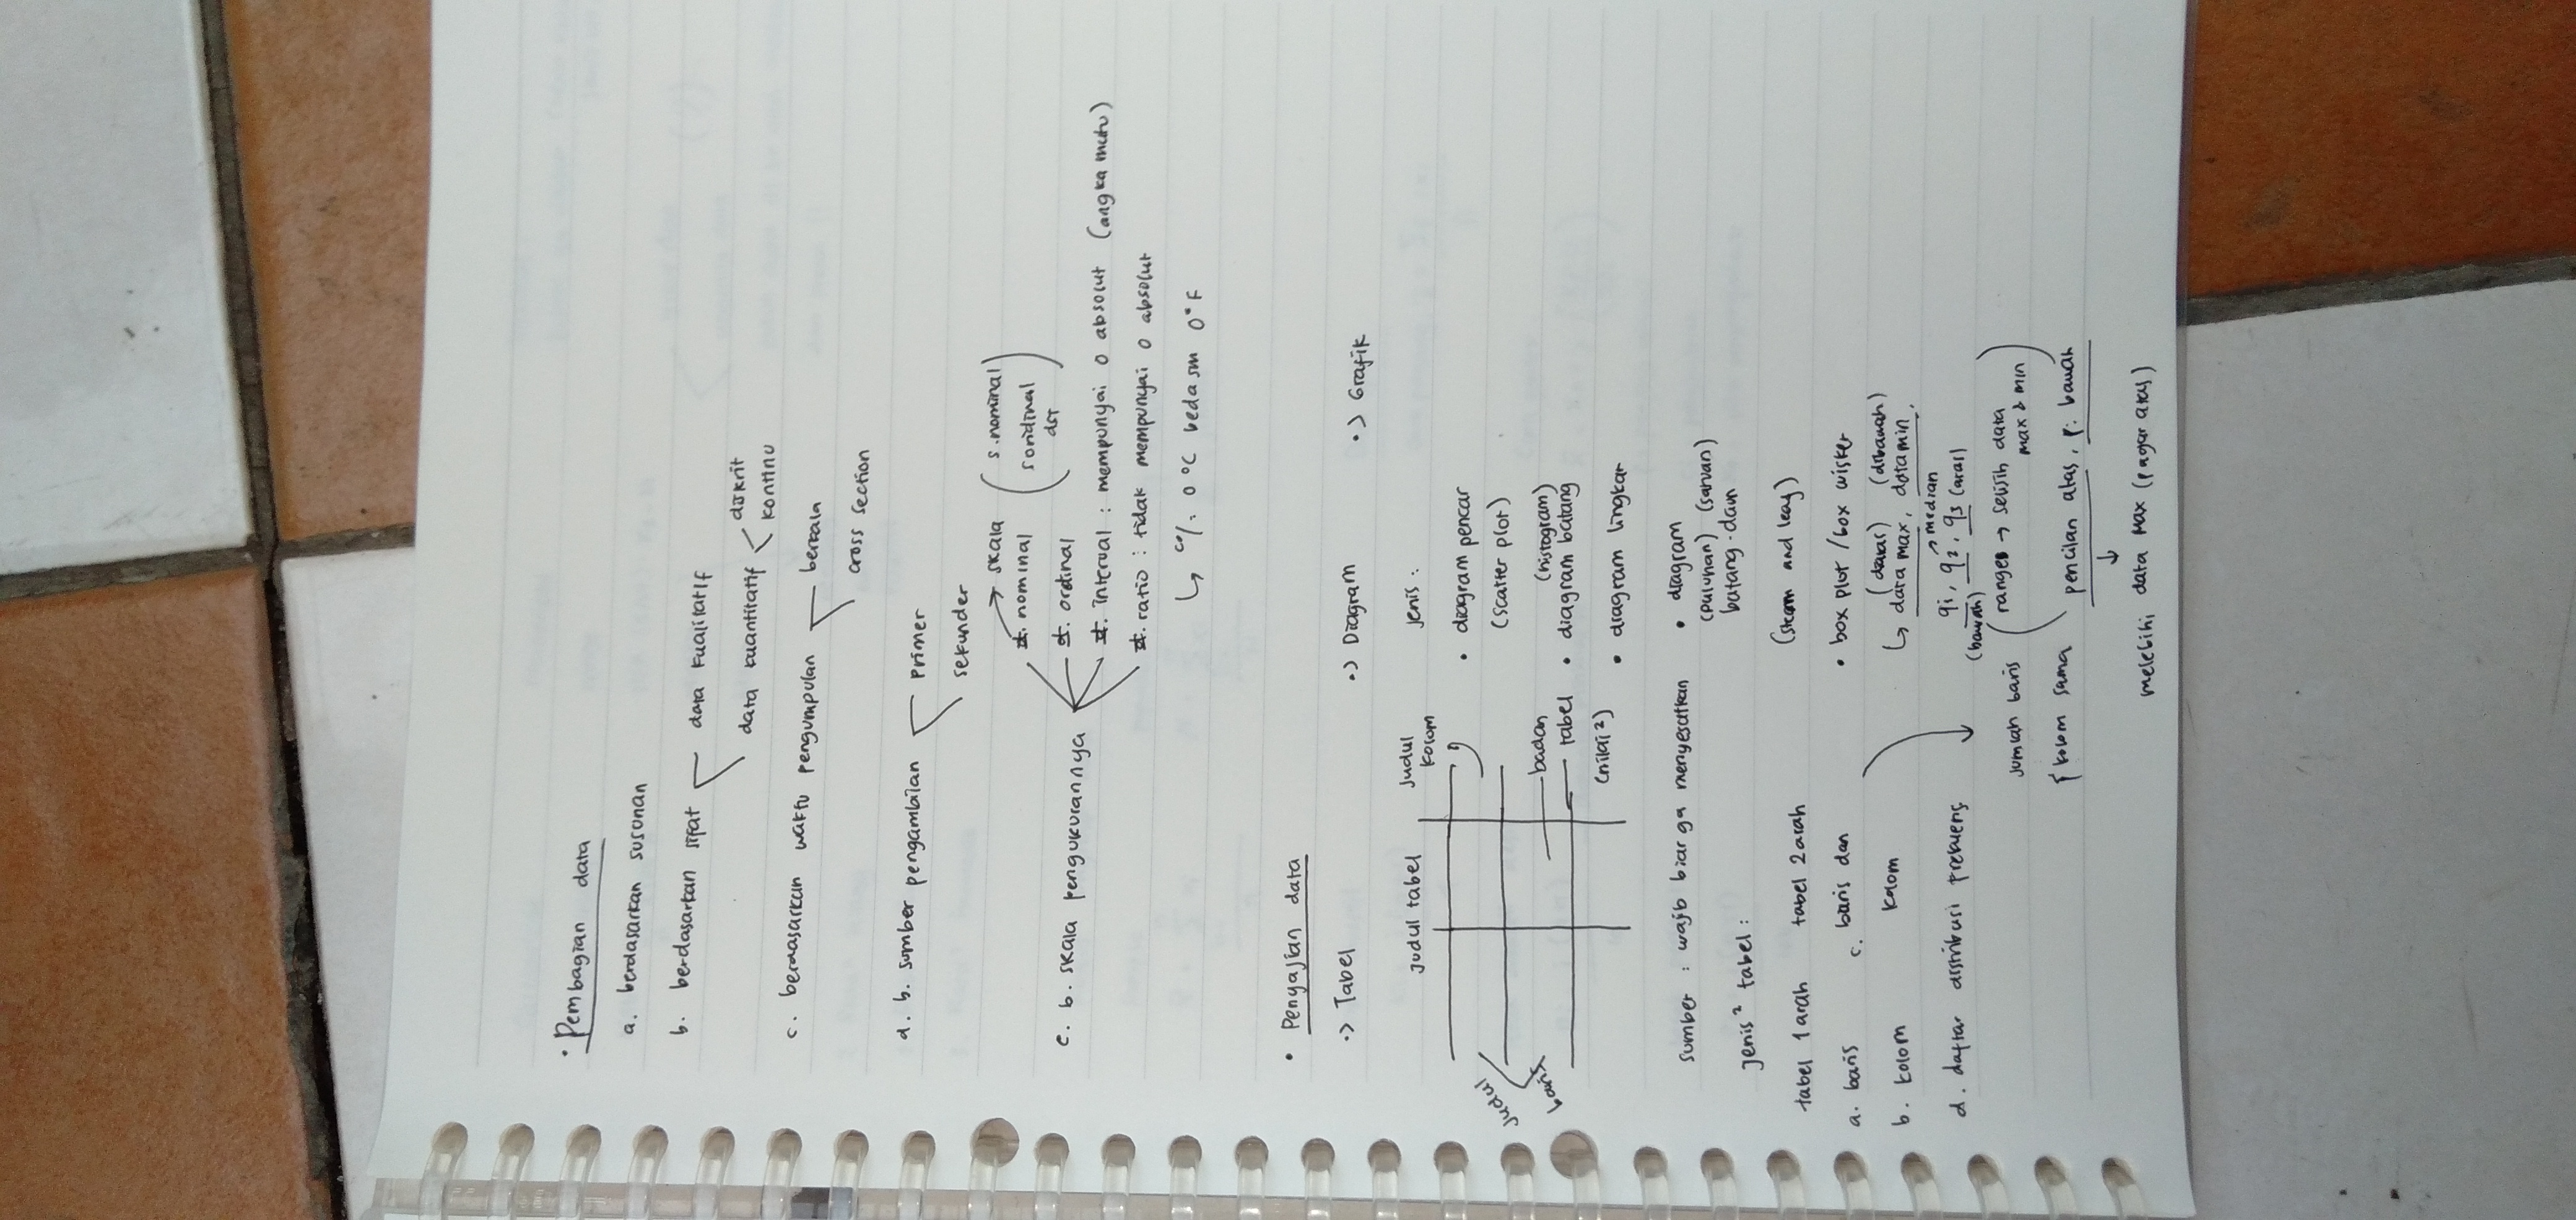 • Pembagian data
a. berdasarkan susunan
b. berdasarkan sifat
data kualitatif
data kuantitatif
diskrit
kontinu
c. berdasarkan waktu pengumpulan
berkala
cross section
d. b. sumber pengambilan
primer
sekunder
e. b. skala pengukurannya
skala
nominal
(s. nominal
s oridinal
dst)
ordinal
interval : mempunyai 0 absolut (angka mutu)
ratio : tidak mempunyai 0 absolut
↳ 0 °C beda sm 0° F
• Penyajian data
•> Tabel
judul tabel
judul
kolom
judul
baris
badan
tabel
(nilai²)
sumber : wajib biar ga menyesatkan
jenis² tabel :
tabel 1 arah
a. baris
b. kolom
tabel 2 arah
c. baris dan
kolom
d. daftar distribusi
jumlah baris
kolom sama
•> Diagram
jenis :
• diagram pencar
(scatter plot)
(histogram)
• diagram batang
• diagram lingkar
• diagram
(puluhan) (satuan)
batang - daun
(steam and leaf)
• box plot / box wisker
(diatas) (dibawah)
↳ data max, data min,
→ median
q1, q2, q3 (atas)
(bawah)
(range → selisih data
max & min)
pencilan atas, p. bawah
↓
melebihi data max (pagar atas)
•> Grafik